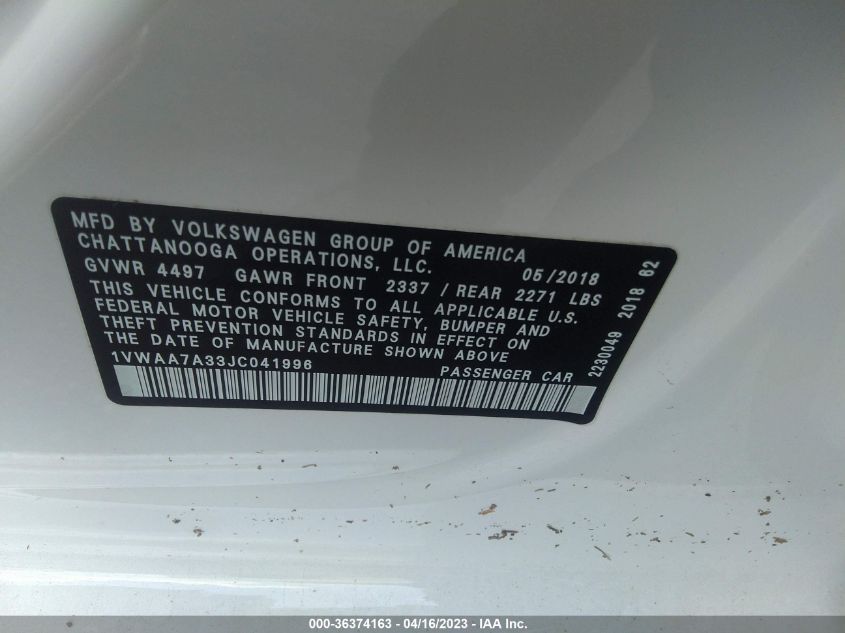 MFD BY VOLKSWAGEN GROUP OF AMERICA
CHATTANOOGA OPERATIONS, LLC. 05/2018
GVWR 4497 GAWR FRONT 2337 / REAR 2271 LBS
THIS VEHICLE CONFORMS TO ALL APPLICABLE U.S.
FEDERAL MOTOR VEHICLE SAFETY, BUMPER AND
THEFT PREVENTION STANDARDS IN EFFECT ON
THE DATE OF MANUFACTURE SHOWN ABOVE
1VWAA7A33JC041996 PASSENGER CAR
2230049 2018 62
000-36374163 - 04/16/2023 - IAA, Inc.